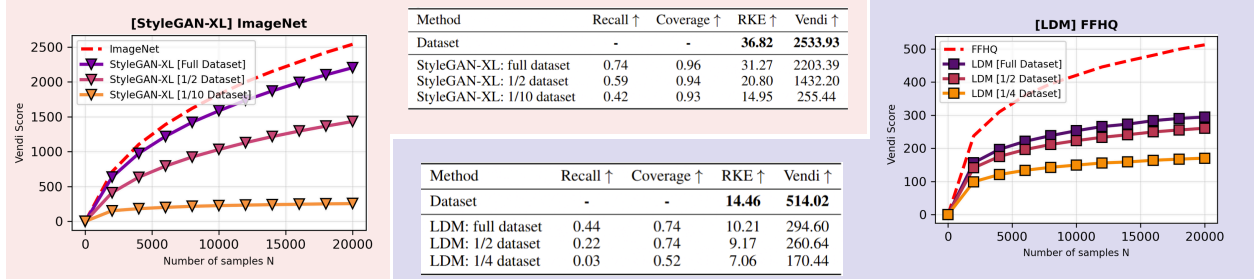 [StyleGAN-XL] ImageNet
Vendi Score
2500
2000
1500
1000
500
0
ImageNet
StyleGAN-XL [Full Dataset]
StyleGAN-XL [1/2 Dataset]
StyleGAN-XL [1/10 Dataset]
0 5000 10000 15000 20000
Number of samples N
Method Recall ↑ Coverage ↑ RKE ↑ Vendi ↑
Dataset - - 36.82 2533.93
StyleGAN-XL: full dataset 0.74 0.96 31.27 2203.39
StyleGAN-XL: 1/2 dataset 0.59 0.94 20.80 1432.20
StyleGAN-XL: 1/10 dataset 0.42 0.93 14.95 255.44
Method Recall ↑ Coverage ↑ RKE ↑ Vendi ↑
Dataset - - 14.46 514.02
LDM: full dataset 0.44 0.74 10.21 294.60
LDM: 1/2 dataset 0.22 0.74 9.17 260.64
LDM: 1/4 dataset 0.03 0.52 7.06 170.44
[LDM] FFHQ
Vendi Score
500
400
300
200
100
0
FFHQ
LDM [Full Dataset]
LDM [1/2 Dataset]
LDM [1/4 Dataset]
0 5000 10000 15000 20000
Number of samples N